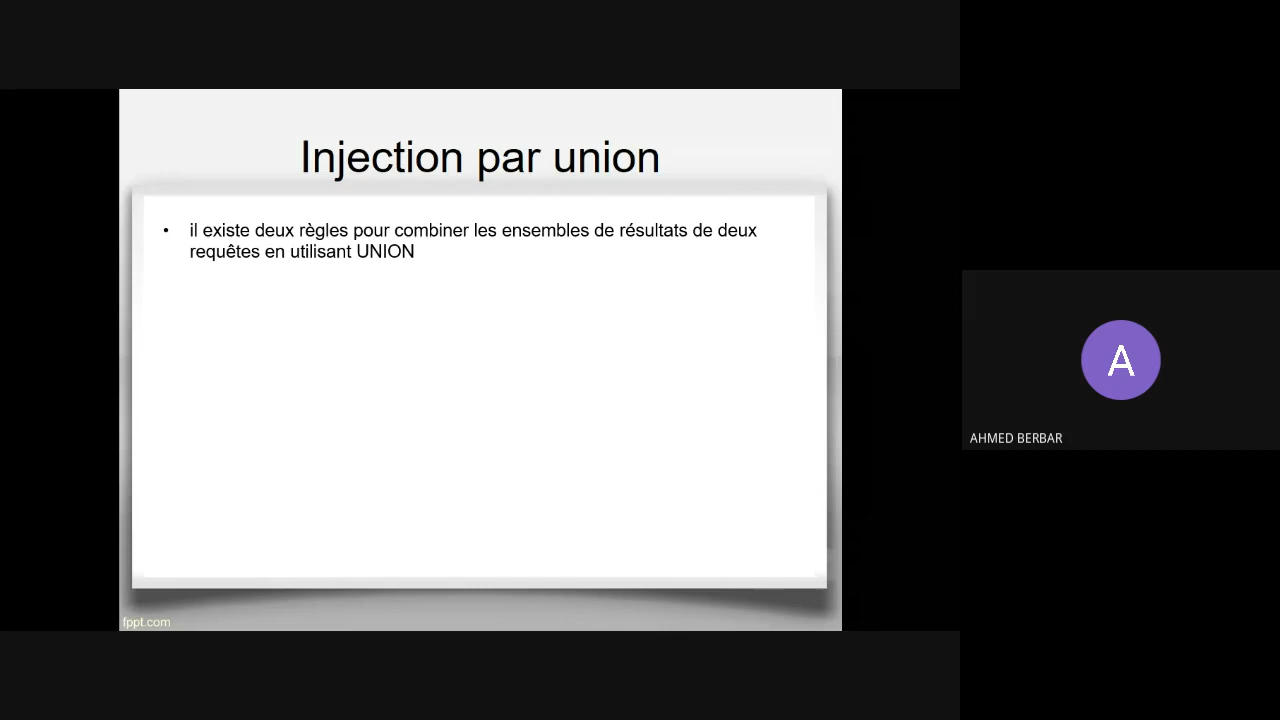 Injection par union
• il existe deux règles pour combiner les ensembles de résultats de deux
requêtes en utilisant UNION
fppt.com
A
AHMED BERBAR